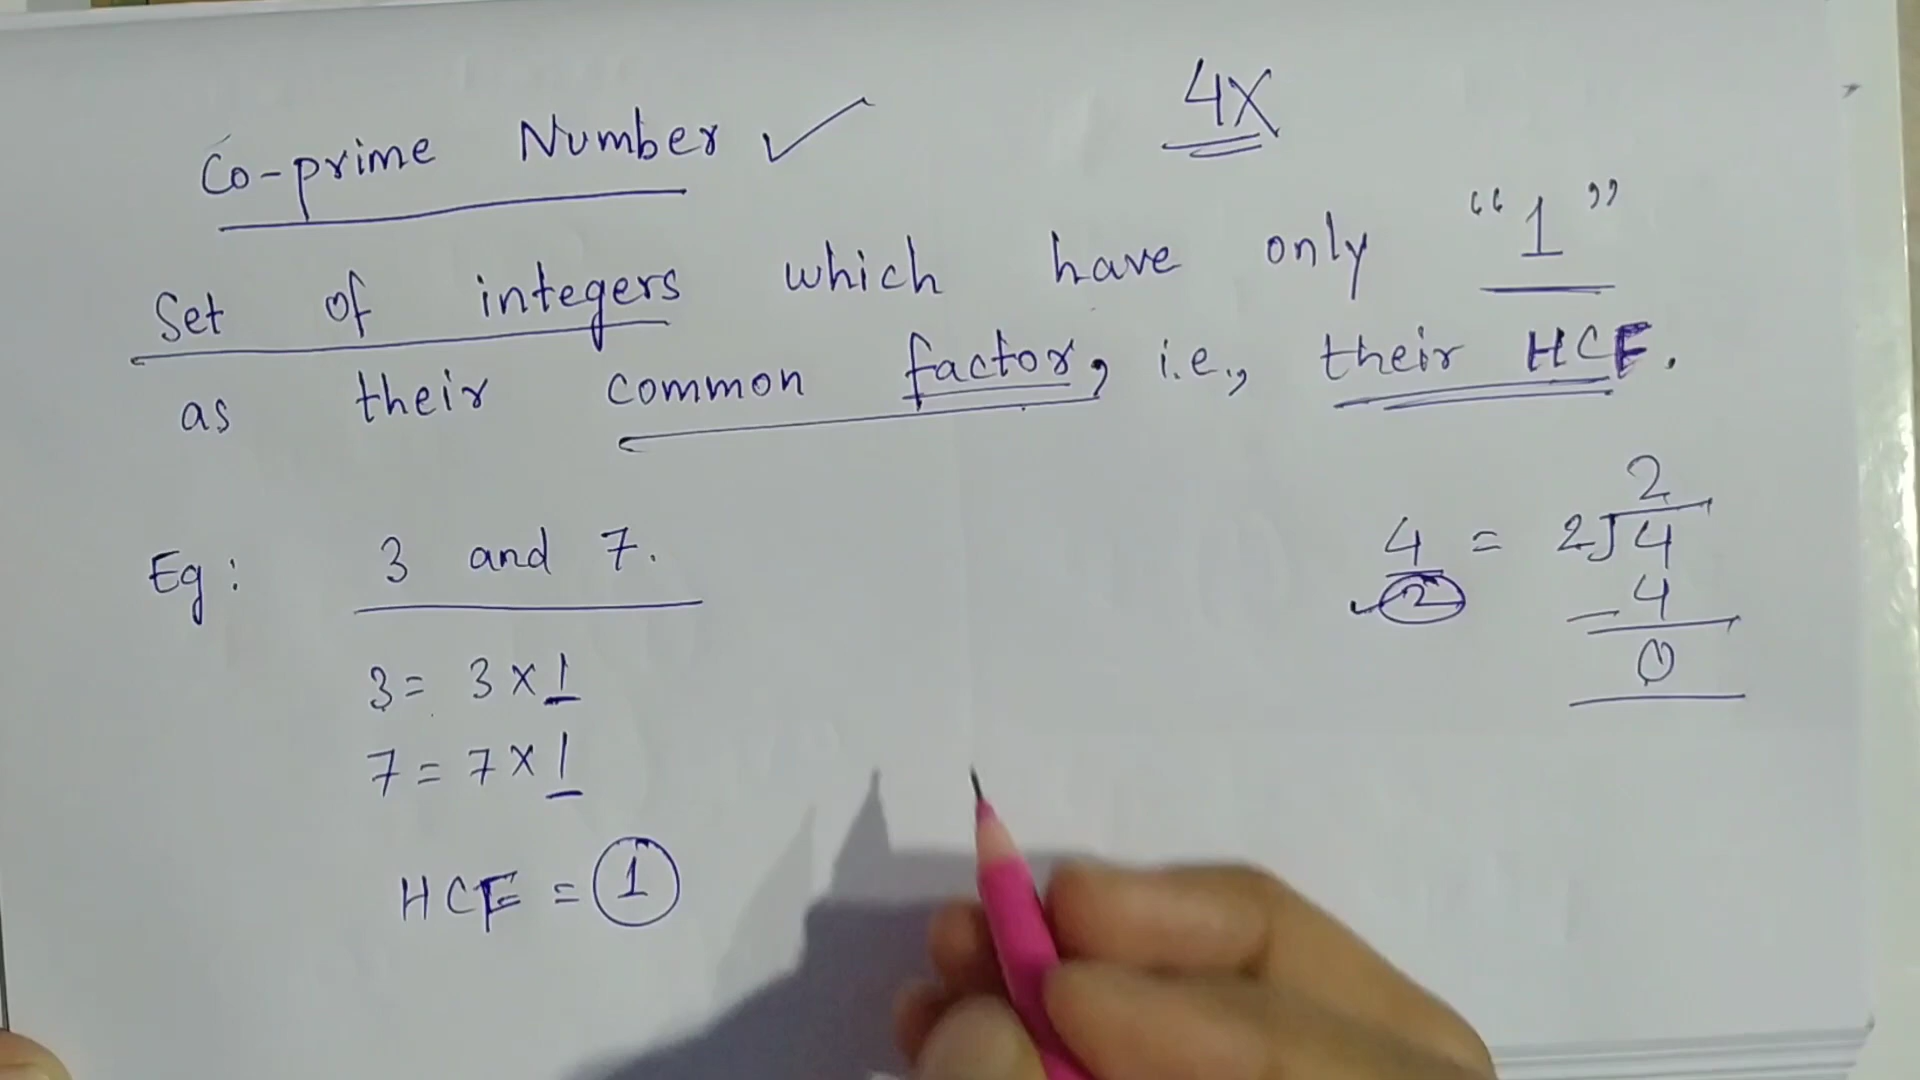 Co-prime Number ✓
4X
Set of integers which have only "1"
as their common factor, i.e., their HCF.
Eg: 3 and 7.
3 = 3 × 1
7 = 7 × 1
HCF = 1
2
4/2 = 2)4
- 4
0